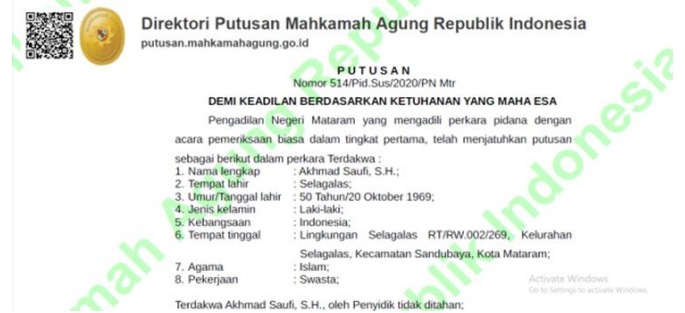 Direktori Putusan Mahkamah Agung Republik Indonesia
putusan.mahkamahagung.go.id
P U T U S A N
Nomor 514/Pid.Sus/2020/PN Mtr
DEMI KEADILAN BERDASARKAN KETUHANAN YANG MAHA ESA
Pengadilan Negeri Mataram yang mengadili perkara pidana dengan
acara pemeriksaan biasa dalam tingkat pertama, telah menjatuhkan putusan
sebagai berikut dalam perkara Terdakwa :
1. Nama lengkap : Akhmad Saufi, S.H.;
2. Tempat lahir : Selagalas;
3. Umur/Tanggal lahir : 50 Tahun/20 Oktober 1969;
4. Jenis kelamin : Laki-laki;
5. Kebangsaan : Indonesia;
6. Tempat tinggal : Lingkungan Selagalas RT/RW.002/269, Kelurahan
Selagalas, Kecamatan Sandubaya, Kota Mataram;
7. Agama : Islam;
8. Pekerjaan : Swasta;
Terdakwa Akhmad Saufi, S.H., oleh Penyidik tidak ditahan;
Activate Windows
Go to Settings to activate Windows.
mah Agung Republik Indonesia